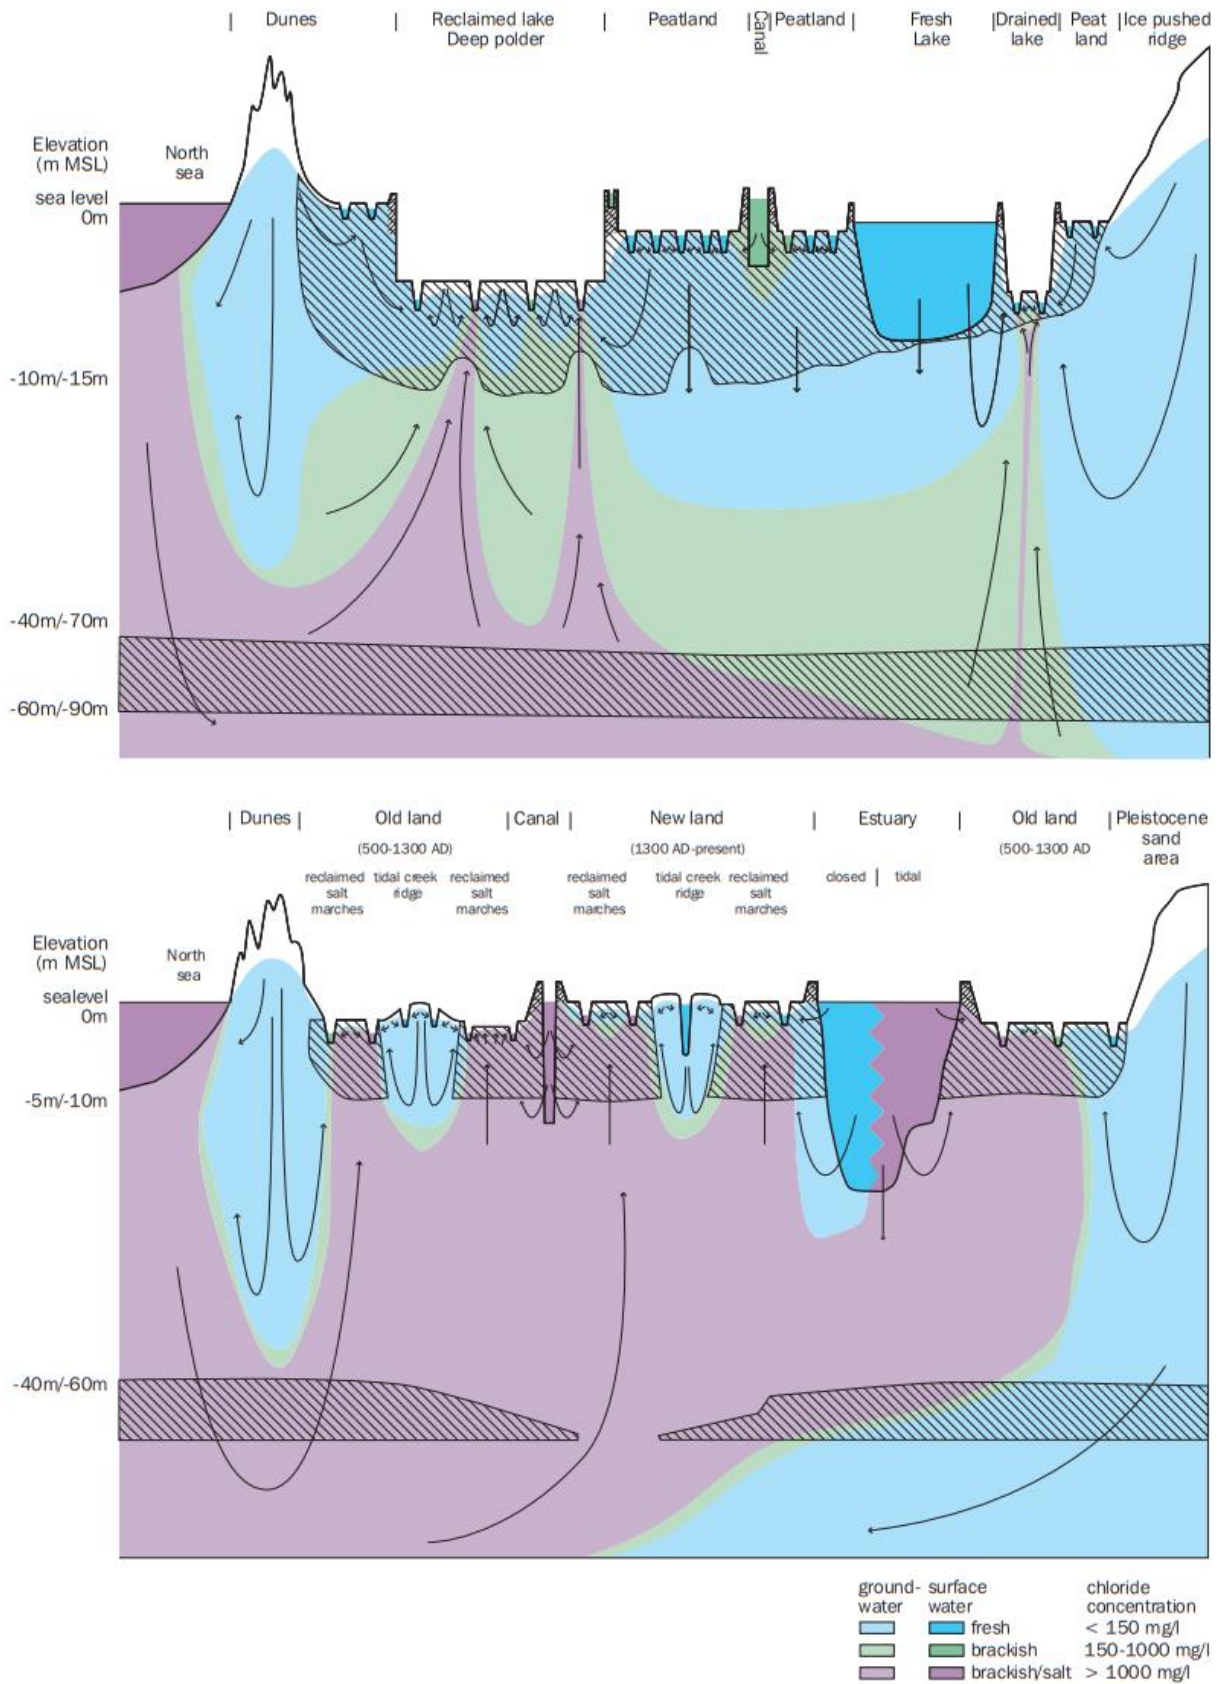 | Dunes | Reclaimed lake | Peatland | Canal | Peatland | Fresh | Drained | Peat | Ice pushed
Deep polder Lake lake land ridge
Elevation
(m MSL)
North
sea
sea level
0m
-10m/-15m
-40m/-70m
-60m/-90m
| Dunes | Old land | Canal | New land | Estuary | Old land | Pleistocene
sand
area
(500-1300 AD) (1300 AD-present) (500-1300 AD
reclaimed tidal creek reclaimed reclaimed tidal creek reclaimed closed | tidal
salt ridge salt salt ridge salt
marches marches marches marches
Elevation
(m MSL)
North
sea
sealevel
0m
-5m/-10m
-40m/-60m
ground- surface chloride
water water concentration
fresh < 150 mg/l
brackish 150-1000 mg/l
brackish/salt > 1000 mg/l